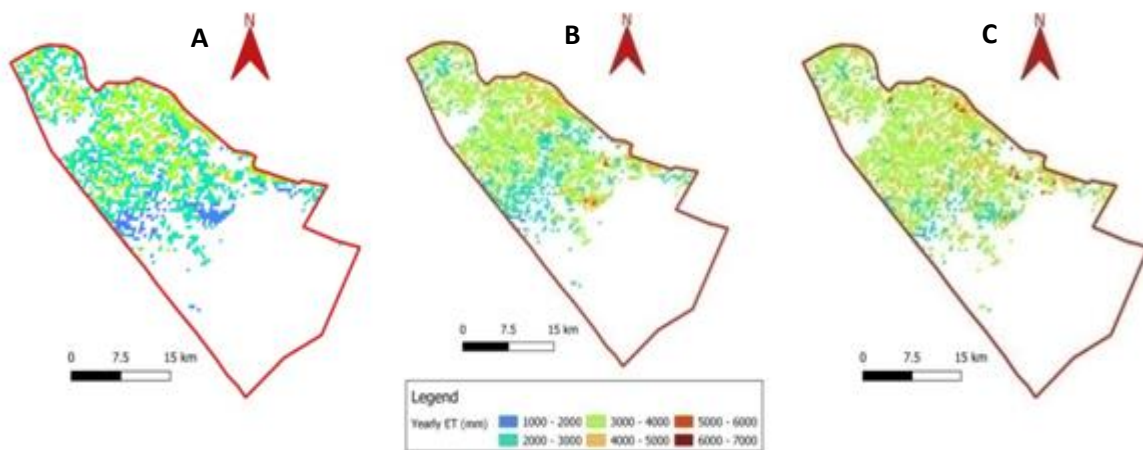 A
N
B
N
C
N
0 7.5 15 km
0 7.5 15 km
0 7.5 15 km
Legend
Yearly ET (mm)
1000 - 2000
3000 - 4000
5000 - 6000
2000 - 3000
4000 - 5000
6000 - 7000